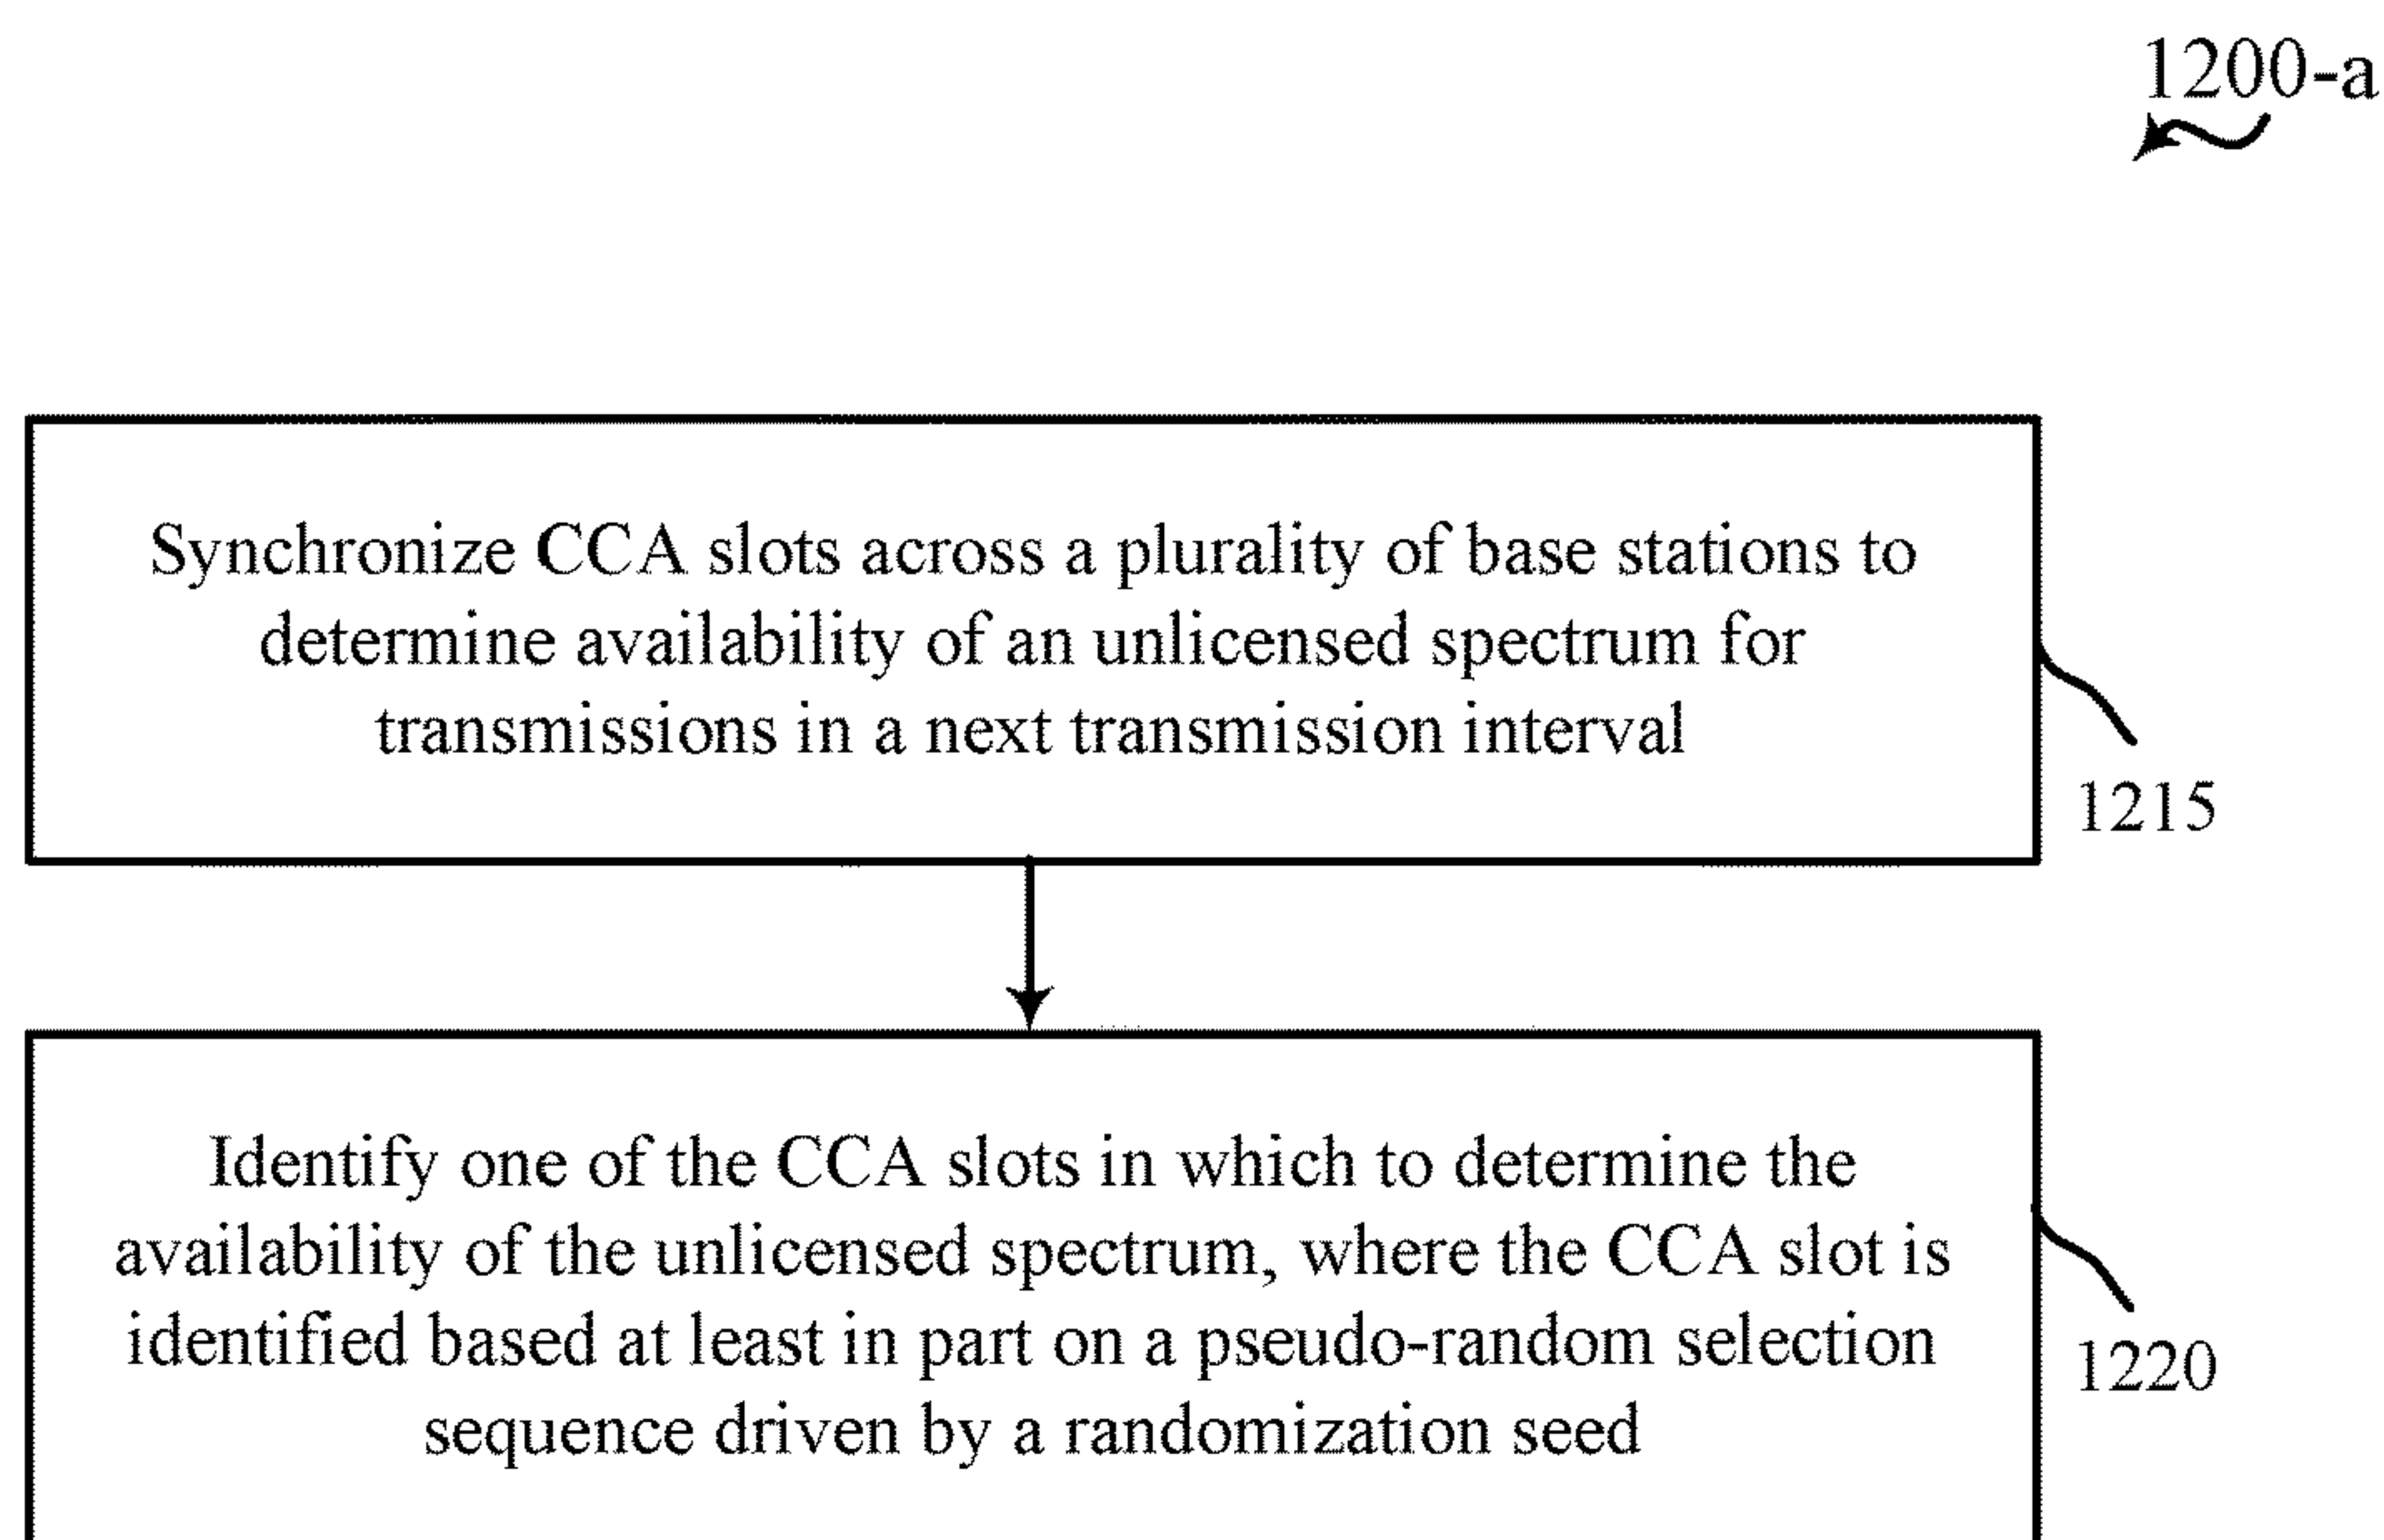 1200-a
Synchronize CCA slots across a plurality of base stations to
determine availability of an unlicensed spectrum for
transmissions in a next transmission interval
1215
Identify one of the CCA slots in which to determine the
availability of the unlicensed spectrum, where the CCA slot is
identified based at least in part on a pseudo-random selection
sequence driven by a randomization seed
1220